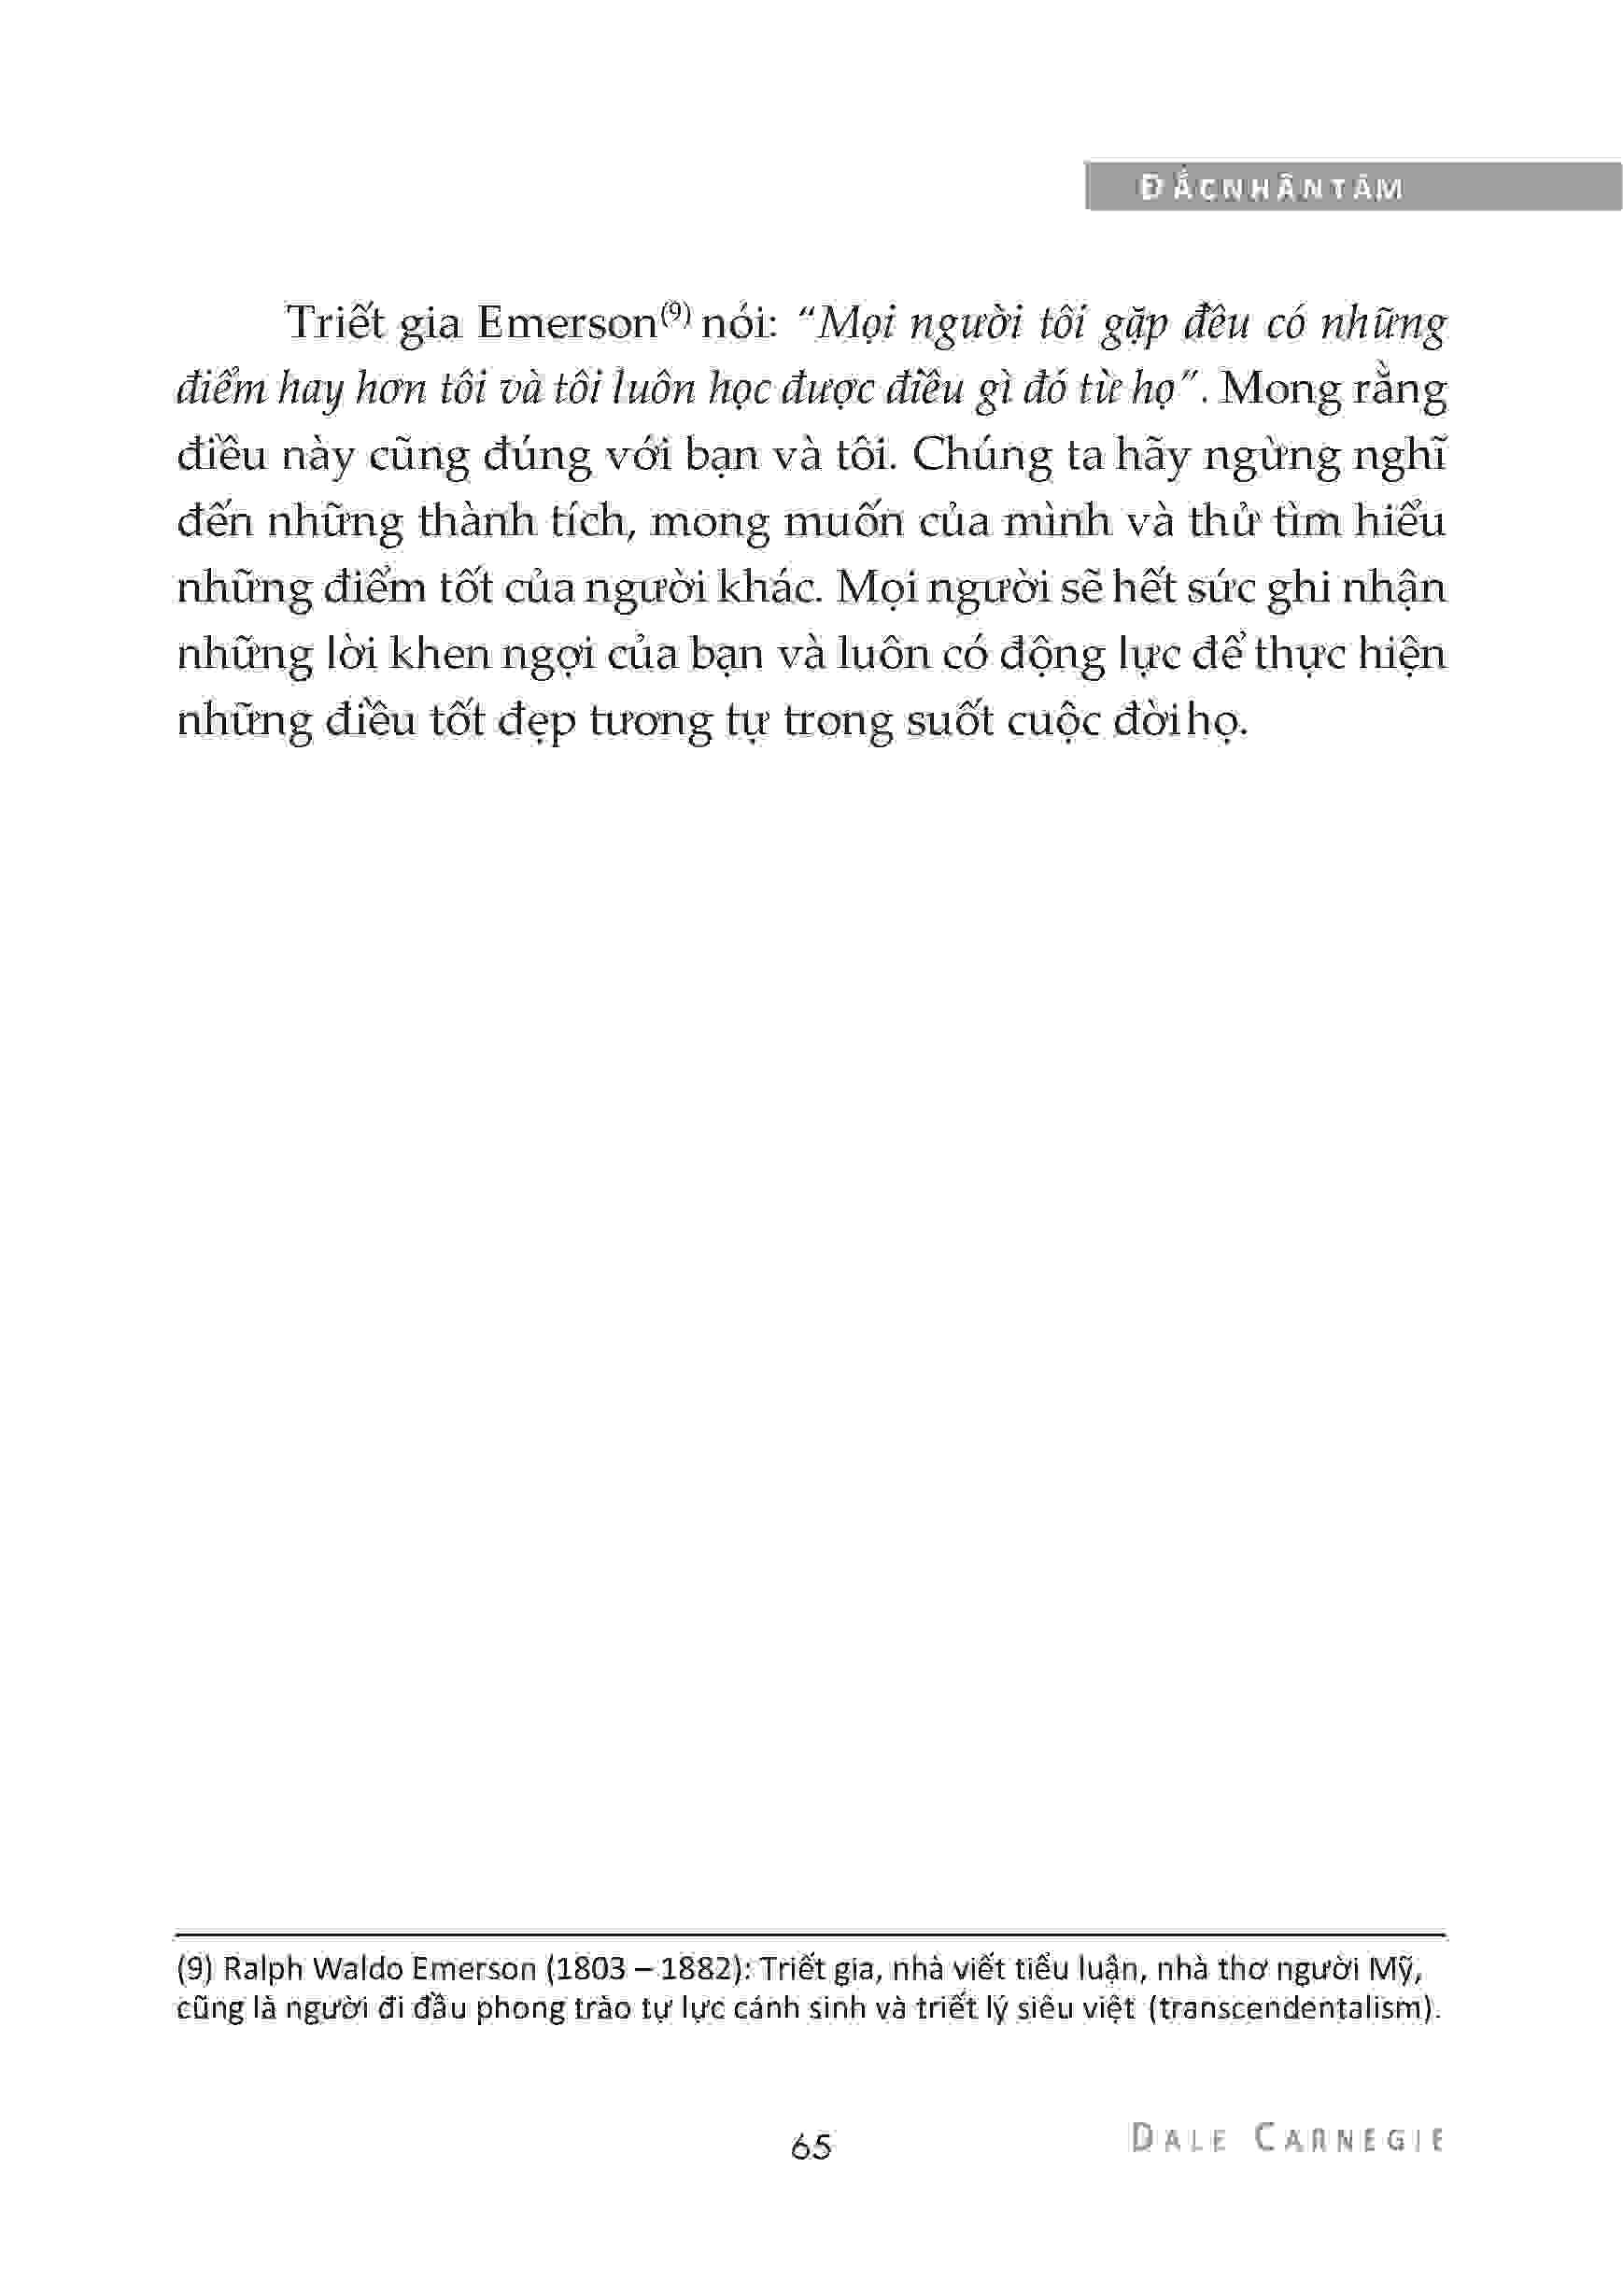 ĐẮCNHÂNTÂM
Triết gia Emerson(9) nói: “Mọi người tôi gặp đều có những
điểm hay hơn tôi và tôi luôn học được điều gì đó từ họ”. Mong rằng
điều này cũng đúng với bạn và tôi. Chúng ta hãy ngừng nghĩ
đến những thành tích, mong muốn của mình và thử tìm hiểu
những điểm tốt của người khác. Mọi người sẽ hết sức ghi nhận
những lời khen ngợi của bạn và luôn có động lực để thực hiện
những điều tốt đẹp tương tự trong suốt cuộc đời họ.
(9) Ralph Waldo Emerson (1803 – 1882): Triết gia, nhà viết tiểu luận, nhà thơ người Mỹ,
cũng là người đi đầu phong trào tự lực cánh sinh và triết lý siêu việt (transcendentalism).
65
DALE CARNEGIE